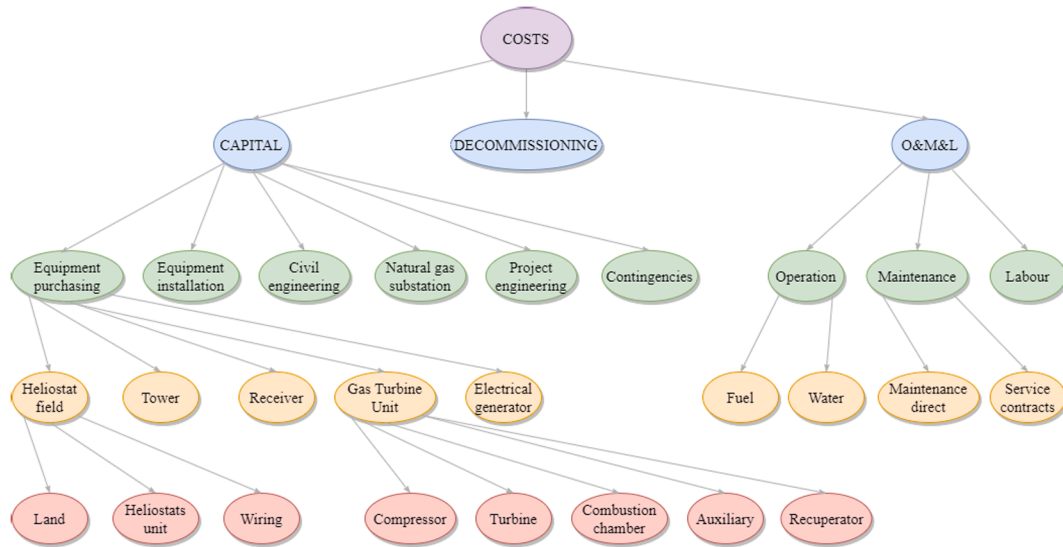 COSTS
CAPITAL
DECOMMISSIONING
O&M&L
Equipment
purchasing
Equipment
installation
Civil
engineering
Natural gas
substation
Project
engineering
Contingencies
Operation
Maintenance
Labour
Heliostat
field
Tower
Receiver
Gas Turbine
Unit
Electrical
generator
Fuel
Water
Maintenance
direct
Service
contracts
Land
Heliostats
unit
Wiring
Compressor
Turbine
Combustion
chamber
Auxiliary
Recuperator